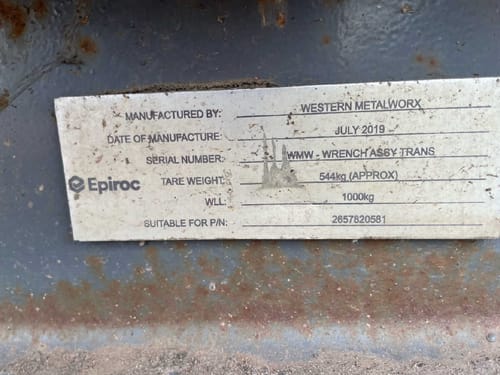 MANUFACTURED BY: WESTERN METALWORX
DATE OF MANUFACTURE: JULY 2019
SERIAL NUMBER: WMW - WRENCH ASSY TRANS
Epiroc
TARE WEIGHT: 544kg (APPROX)
WLL: 1000kg
SUITABLE FOR P/N: 2657820581